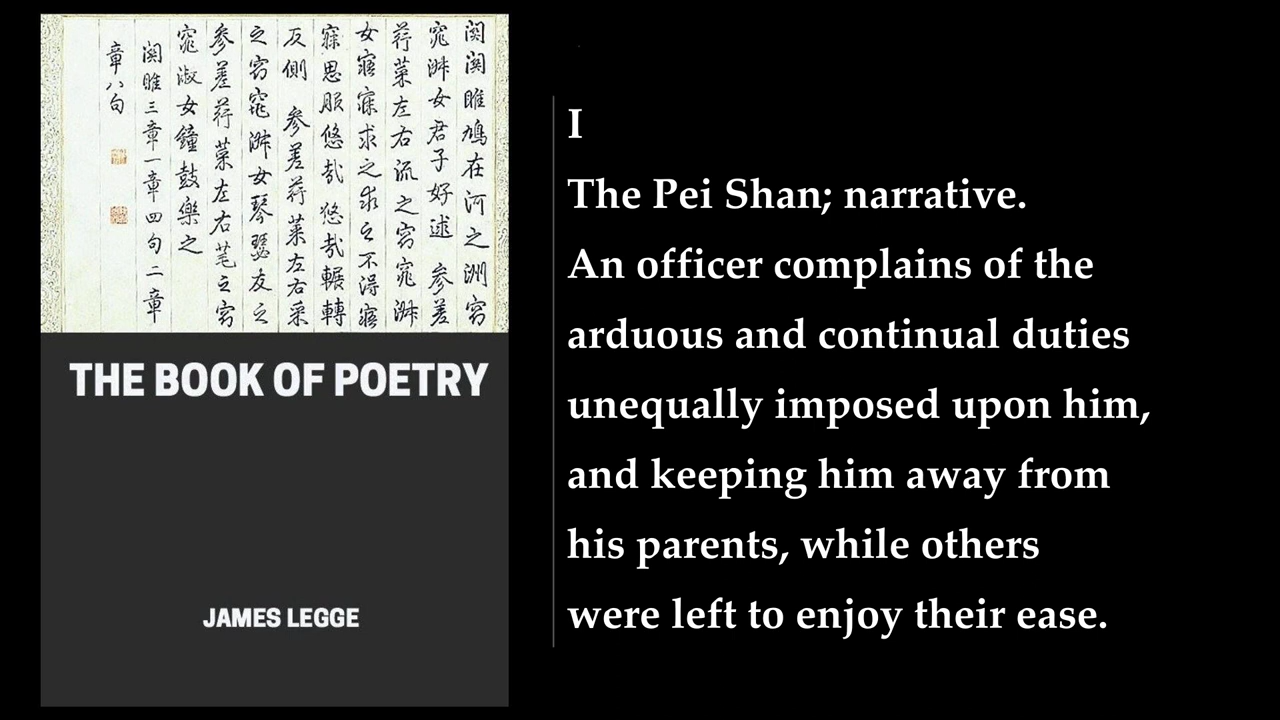 關關雎鳩在河之洲窈
窕淑女君子好逑 參差
荇菜左右流之窈窕淑
女寤寐求之求之不得寤
寐思服悠哉悠哉輾轉
反側 參差荇菜左右采
之窈窕淑女琴瑟友之
參差荇菜左右芼之窈
窕淑女鐘鼓樂之
關雎三章一章四句二章
章八句
THE BOOK OF POETRY
JAMES LEGGE
I
The Pei Shan; narrative.
An officer complains of the
arduous and continual duties
unequally imposed upon him,
and keeping him away from
his parents, while others
were left to enjoy their ease.